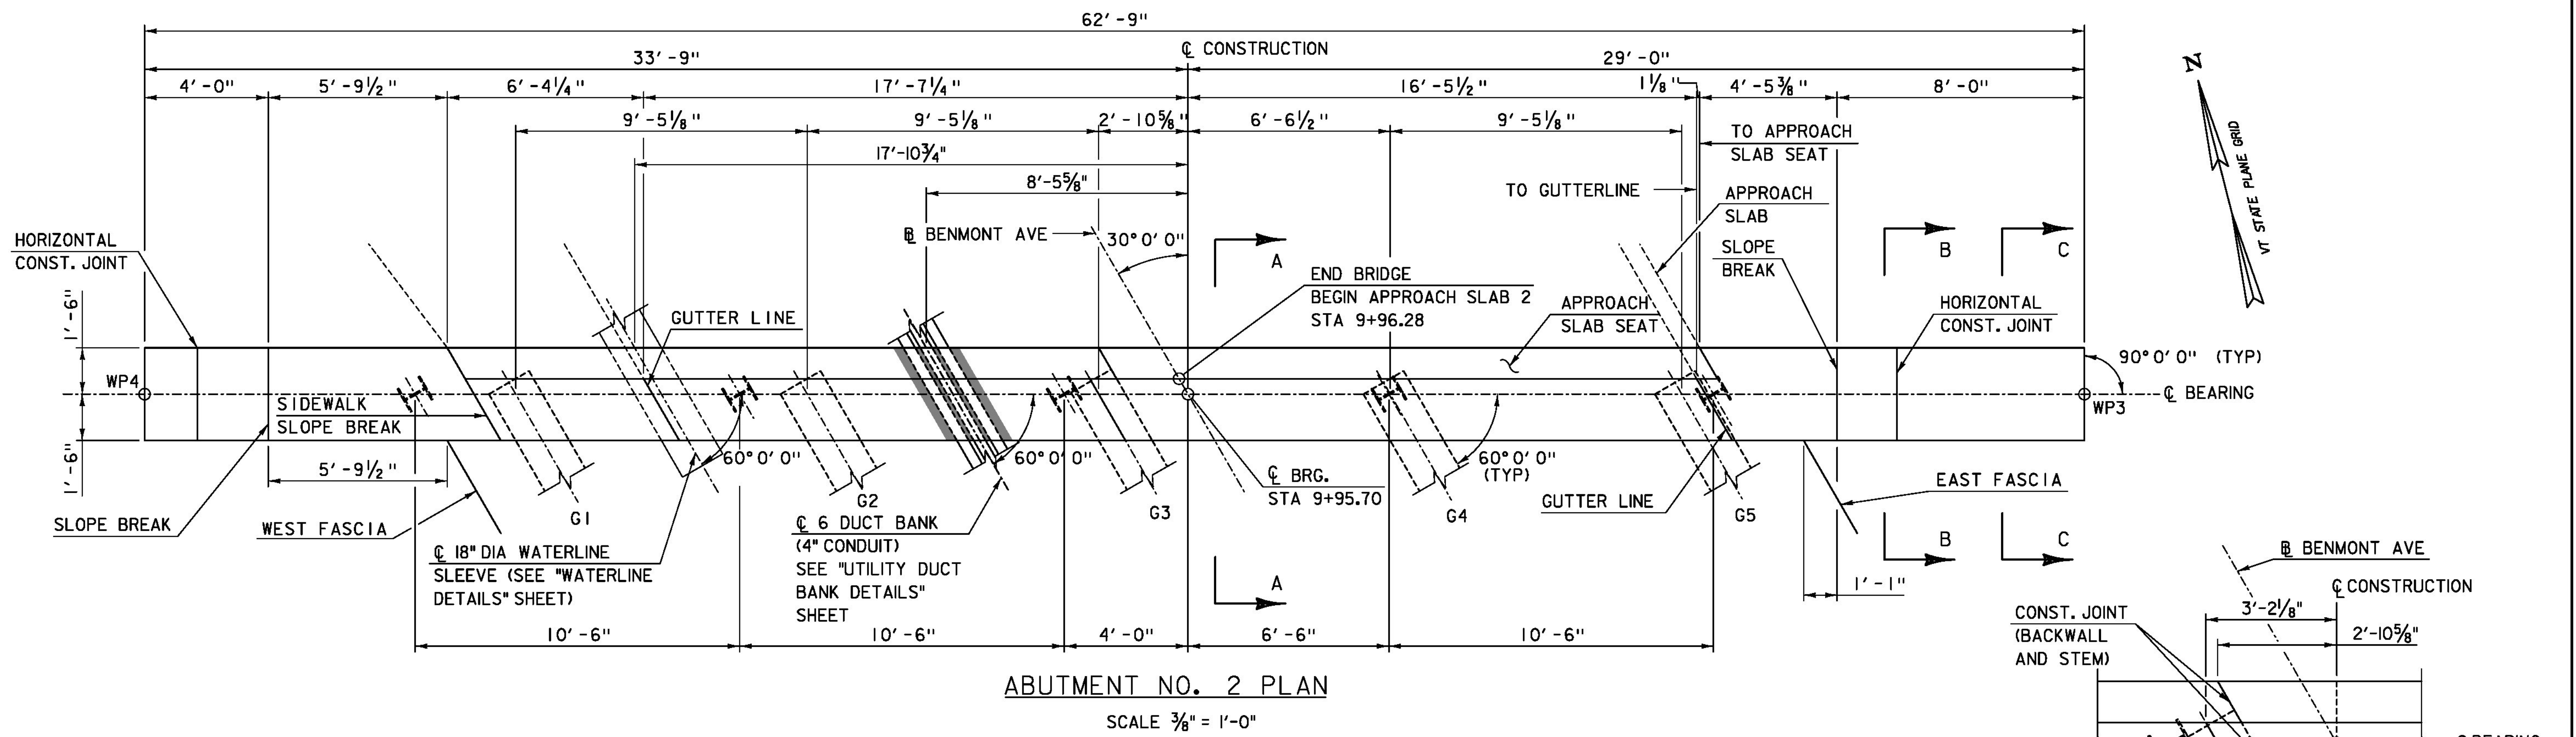 62'-9"
33'-9"
℄ CONSTRUCTION
29'-0"
4'-0"
5'-9½"
6'-4¼"
17'-7¼"
16'-5½"
1⅛"
4'-5⅜"
8'-0"
9'-5⅛"
9'-5⅛"
2'-10⅝"
6'-6½"
9'-5⅛"
TO APPROACH
SLAB SEAT
17'-10¾"
8'-5⅝"
TO GUTTERLINE
APPROACH
SLAB
N
VT STATE PLANE GRID
HORIZONTAL
CONST. JOINT
B BENMONT AVE
30°0'0"
A
SLOPE
BREAK
B
C
END BRIDGE
BEGIN APPROACH SLAB 2
STA 9+96.28
APPROACH
SLAB SEAT
HORIZONTAL
CONST. JOINT
1'-6"
GUTTER LINE
90°0'0" (TYP)
WP4
SIDEWALK
SLOPE BREAK
℄ BEARING
WP3
1'-6"
5'-9½"
60°0'0"
60°0'0"
60°0'0"
(TYP)
℄ BRG.
STA 9+95.70
EAST FASCIA
SLOPE BREAK
WEST FASCIA
G1
G2
G3
G4
GUTTER LINE
G5
℄ 18" DIA WATERLINE
SLEEVE (SEE "WATERLINE
DETAILS" SHEET)
℄ 6 DUCT BANK
(4" CONDUIT)
SEE "UTILITY DUCT
BANK DETAILS"
SHEET
A
B
C
1'-1"
10'-6"
10'-6"
4'-0"
6'-6"
10'-6"
ABUTMENT NO. 2 PLAN
SCALE ⅜" = 1'-0"
B BENMONT AVE
℄ CONSTRUCTION
CONST. JOINT
(BACKWALL
AND STEM)
3'-2⅛"
2'-10⅝"